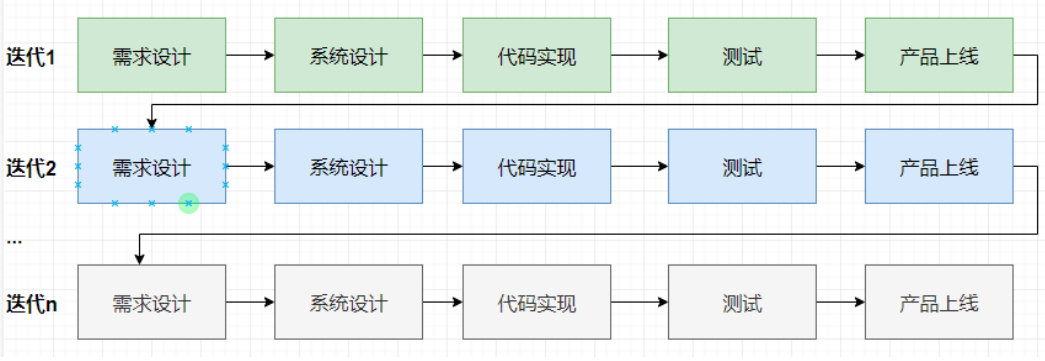 迭代1 需求设计 系统设计 代码实现 测试 产品上线
迭代2 需求设计 系统设计 代码实现 测试 产品上线
...
迭代n 需求设计 系统设计 代码实现 测试 产品上线